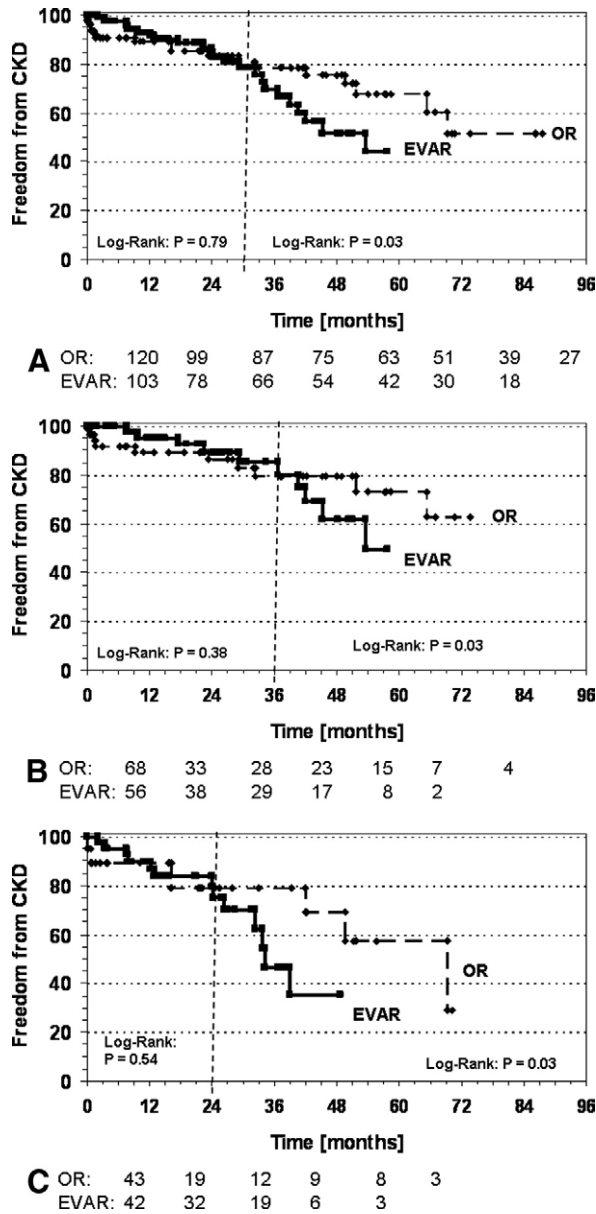 Freedom from CKD
100
80
60
40
20
0
OR
EVAR
Log-Rank: P = 0.79
Log-Rank: P = 0.03
0 12 24 36 48 60 72 84 96
Time [months]
A
OR: 120 99 87 75 63 51 39 27
EVAR: 103 78 66 54 42 30 18
Freedom from CKD
100
80
60
40
20
0
OR
EVAR
Log-Rank: P = 0.38
Log-Rank: P = 0.03
0 12 24 36 48 60 72 84 96
Time [months]
B
OR: 68 33 28 23 15 7 4
EVAR: 56 38 29 17 8 2
Freedom from CKD
100
80
60
40
20
0
OR
EVAR
Log-Rank:
P = 0.54
Log-Rank: P = 0.03
0 12 24 36 48 60 72 84 96
Time [months]
C
OR: 43 19 12 9 8 3
EVAR: 42 32 19 6 3